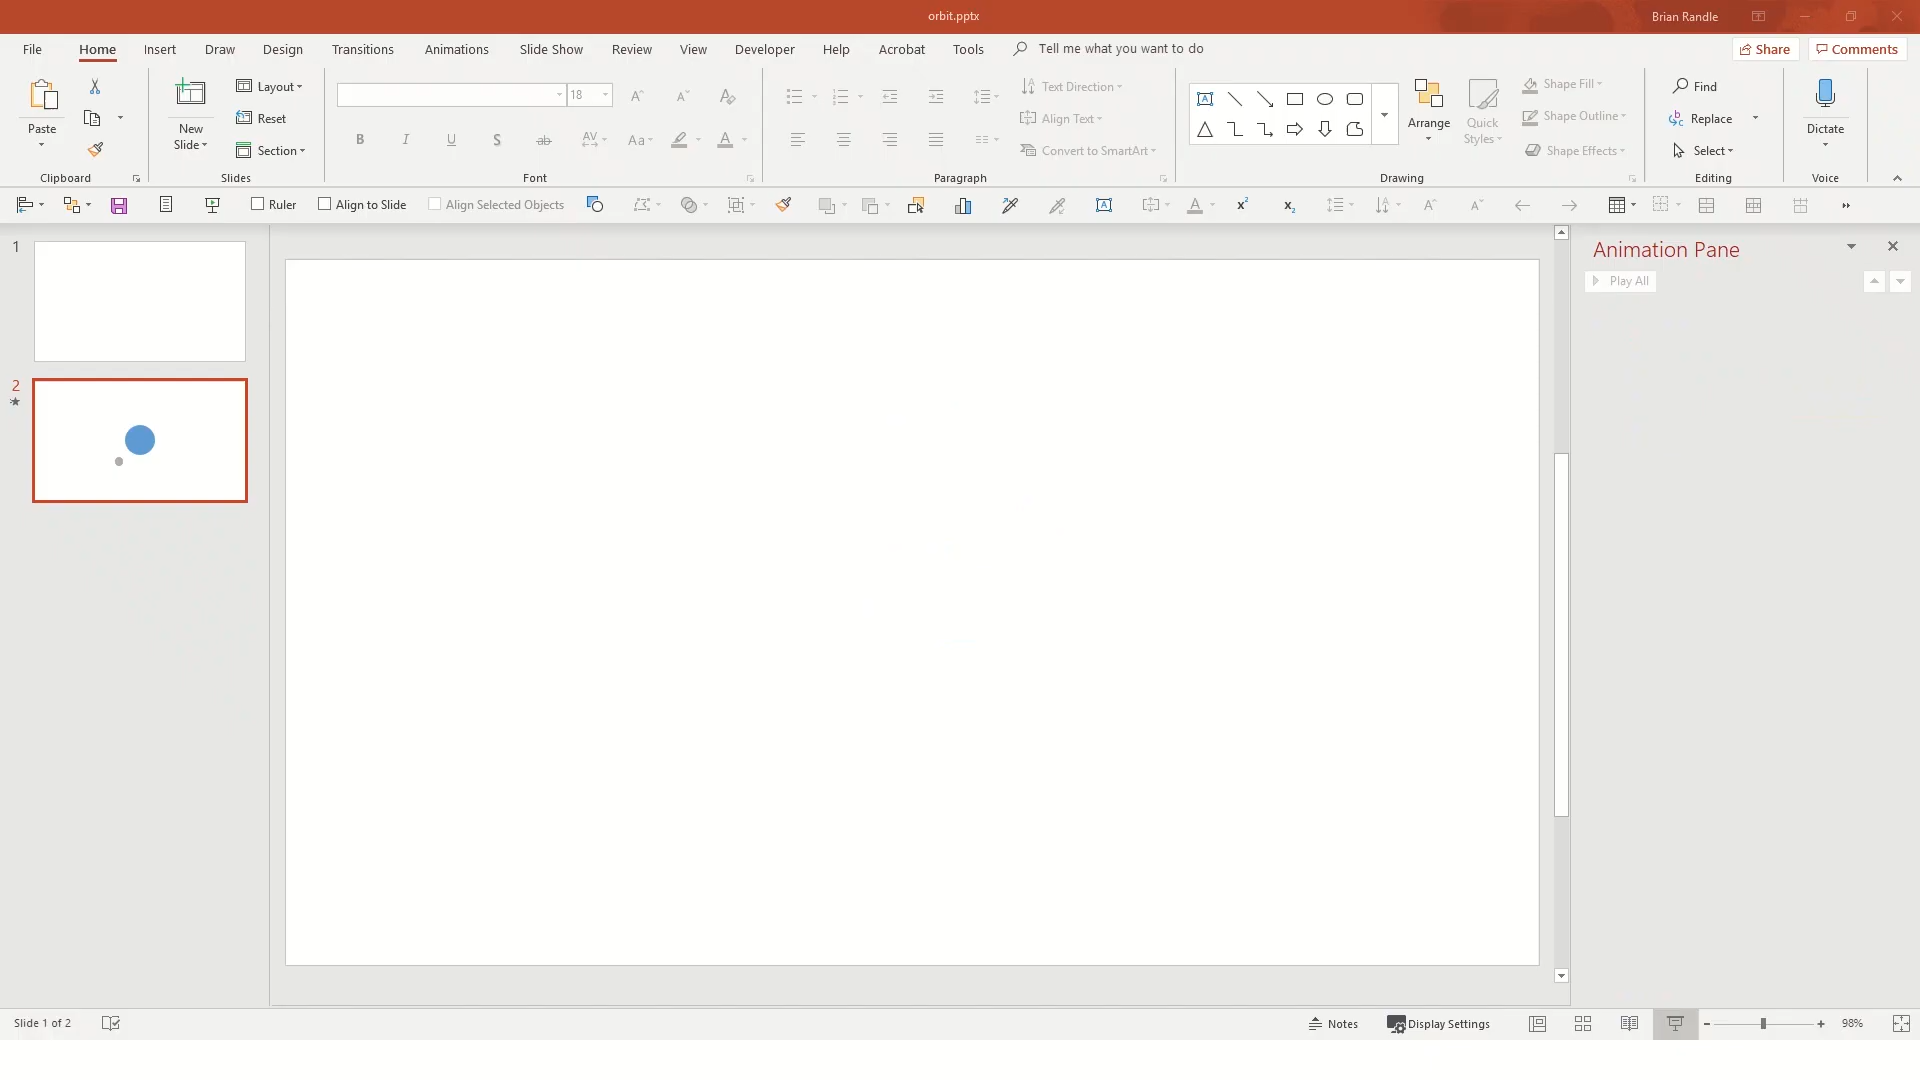 orbit.pptx
Brian Randle
File Home Insert Draw Design Transitions Animations Slide Show Review View Developer Help Acrobat Tools Tell me what you want to do Share Comments
Paste
Clipboard
New
Slide
Layout
Reset
Section
Slides
18
B I U S ab AV Aa A
Font
Text Direction
Align Text
Convert to SmartArt
Paragraph
Arrange
Quick
Styles
Shape Fill
Shape Outline
Shape Effects
Drawing
Find
Replace
Select
Editing
Dictate
Voice
Ruler Align to Slide Align Selected Objects
1
2
Animation Pane
Play All
Slide 1 of 2
Notes Display Settings 98%